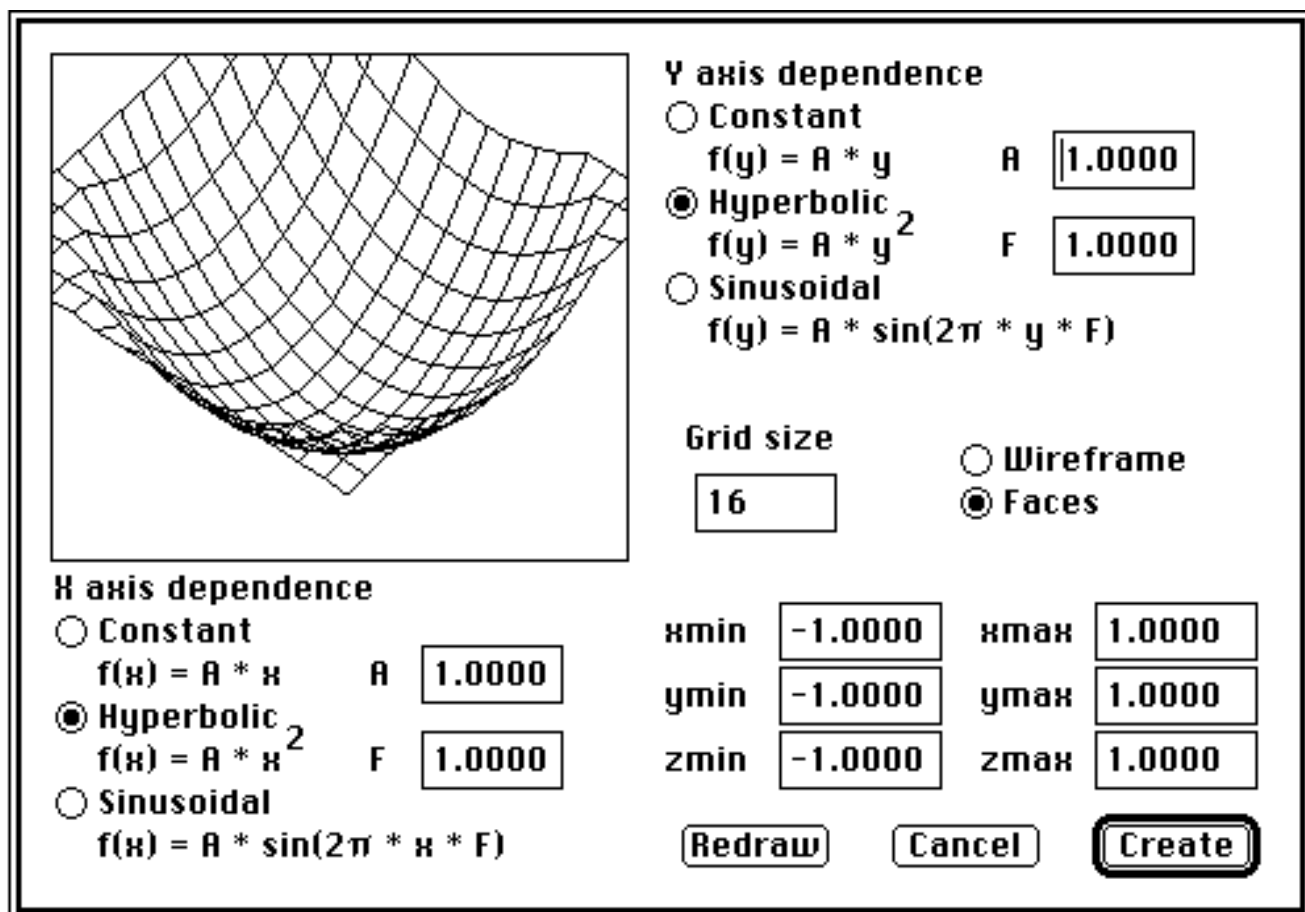 Y axis dependence
Constant
f(y) = A * y A 1.0000
Hyperbolic
f(y) = A * y² F 1.0000
Sinusoidal
f(y) = A * sin(2π * y * F)
Grid size
16
Wireframe
Faces
X axis dependence
Constant
f(x) = A * x A 1.0000
Hyperbolic
f(x) = A * x² F 1.0000
Sinusoidal
f(x) = A * sin(2π * x * F)
xmin -1.0000 xmax 1.0000
ymin -1.0000 ymax 1.0000
zmin -1.0000 zmax 1.0000
Redraw Cancel Create